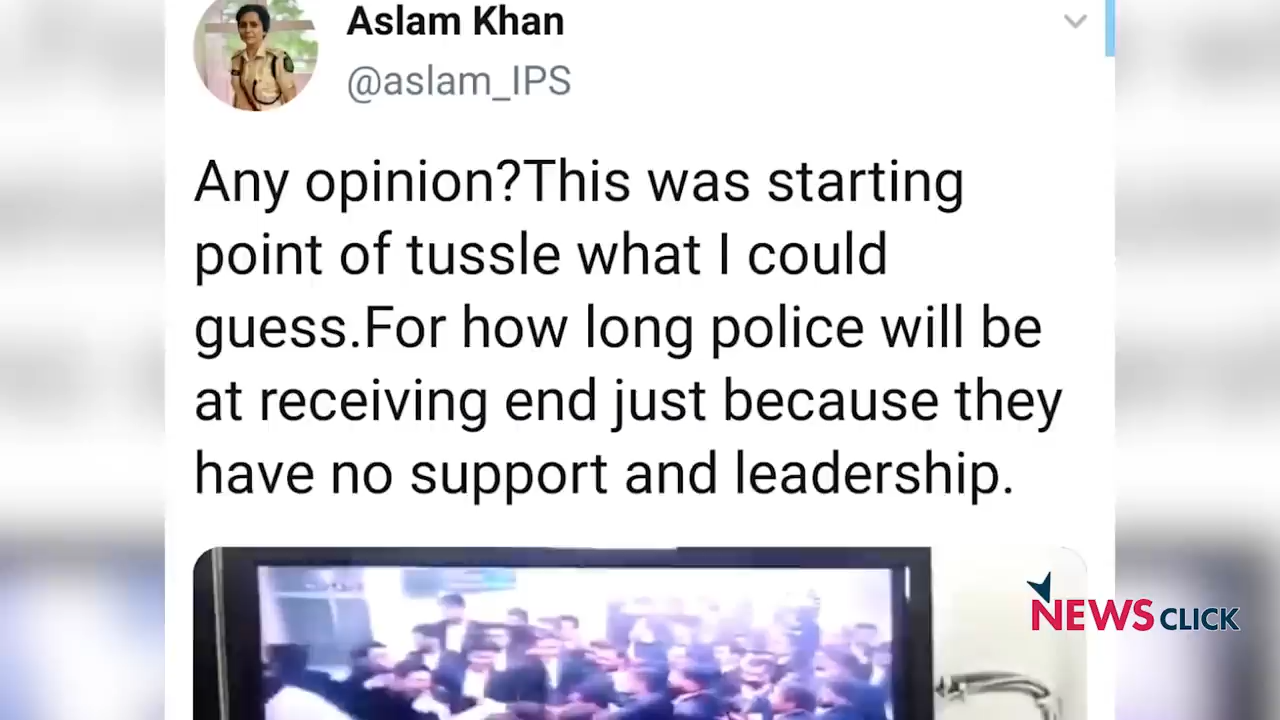 Aslam Khan
@aslam_IPS
Any opinion?This was starting
point of tussle what I could
guess.For how long police will be
at receiving end just because they
have no support and leadership.
NEWS CLICK